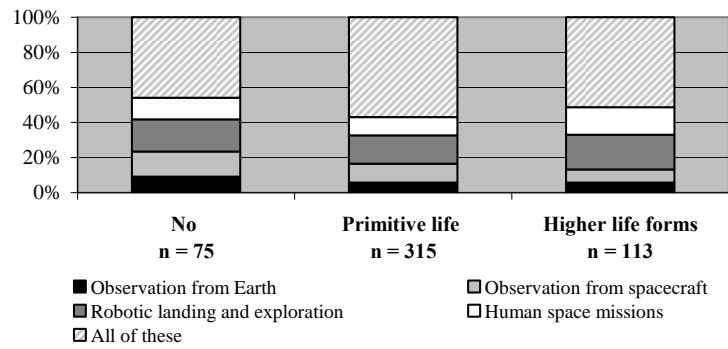 100%
80%
60%
40%
20%
0%
No
n = 75
Primitive life
n = 315
Higher life forms
n = 113
Observation from Earth
Observation from spacecraft
Robotic landing and exploration
Human space missions
All of these